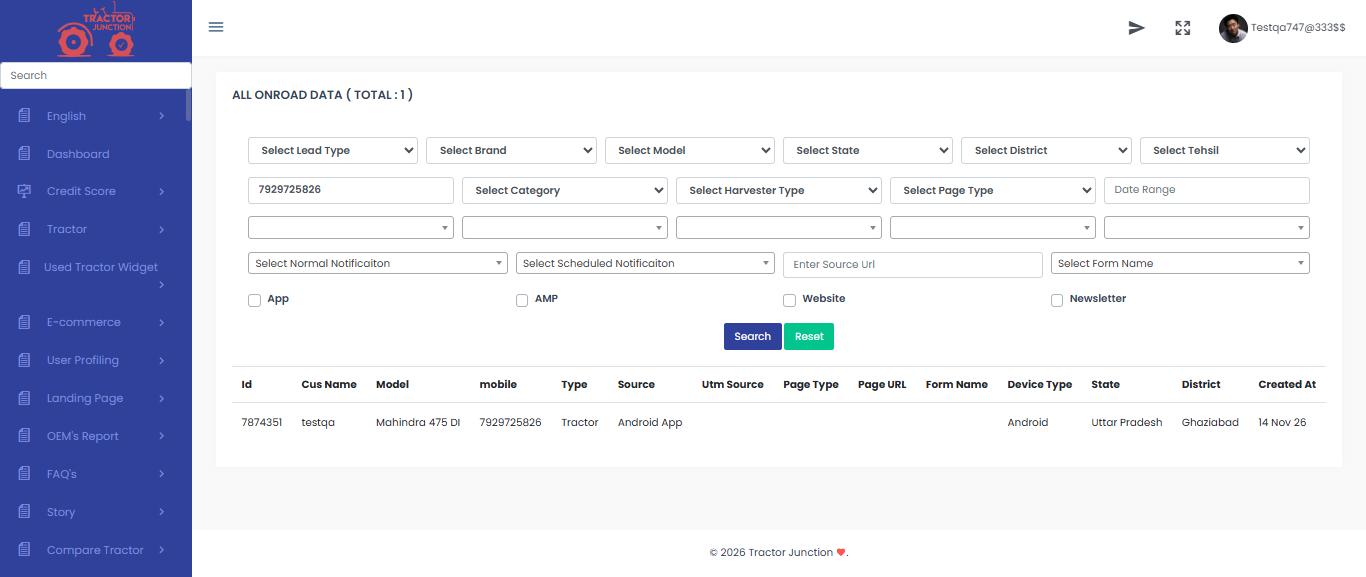 TRACTOR
JUNCTION
Testqa747@333$$
Search
English
Dashboard
Credit Score
Tractor
Used Tractor Widget
E-commerce
User Profiling
Landing Page
OEM's Report
FAQ's
Story
Compare Tractor
ALL ONROAD DATA ( TOTAL : 1 )
Select Lead Type Select Brand Select Model Select State Select District Select Tehsil
7929725826 Select Category Select Harvester Type Select Page Type Date Range
Select Normal Notificaiton Select Scheduled Notificaiton Enter Source Url Select Form Name
App AMP Website Newsletter
Search Reset
Id Cus Name Model mobile Type Source Utm Source Page Type Page URL Form Name Device Type State District Created At
7874351 testqa Mahindra 475 DI 7929725826 Tractor Android App Android Uttar Pradesh Ghaziabad 14 Nov 26
© 2026 Tractor Junction ❤.